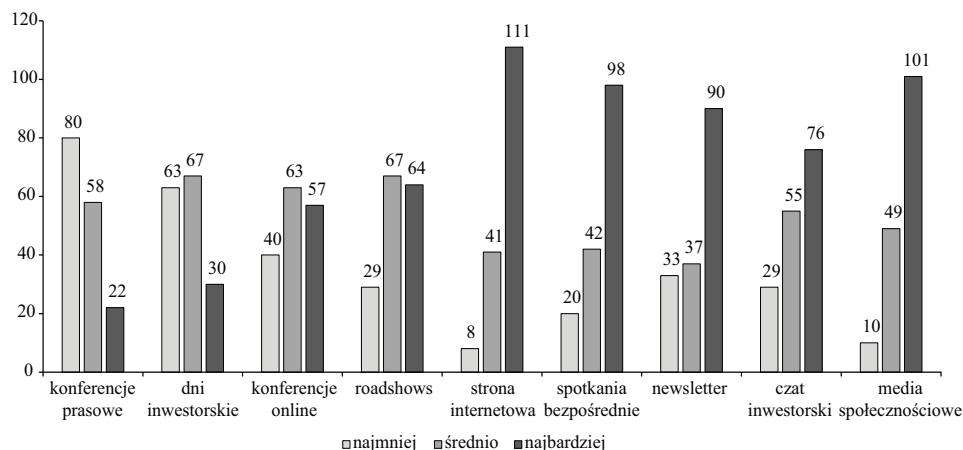 120
100
80
60
40
20
0
80
58
22
63
67
30
40
63
57
29
67
64
8
41
111
20
42
98
33
37
90
29
55
76
10
49
101
konferencje
prasowe
dni
inwestorskie
konferencje
online
roadshows
strona
internetowa
spotkania
bezpośrednie
newsletter
czat
inwestorski
media
społecznościowe
najmniej średnio najbardziej